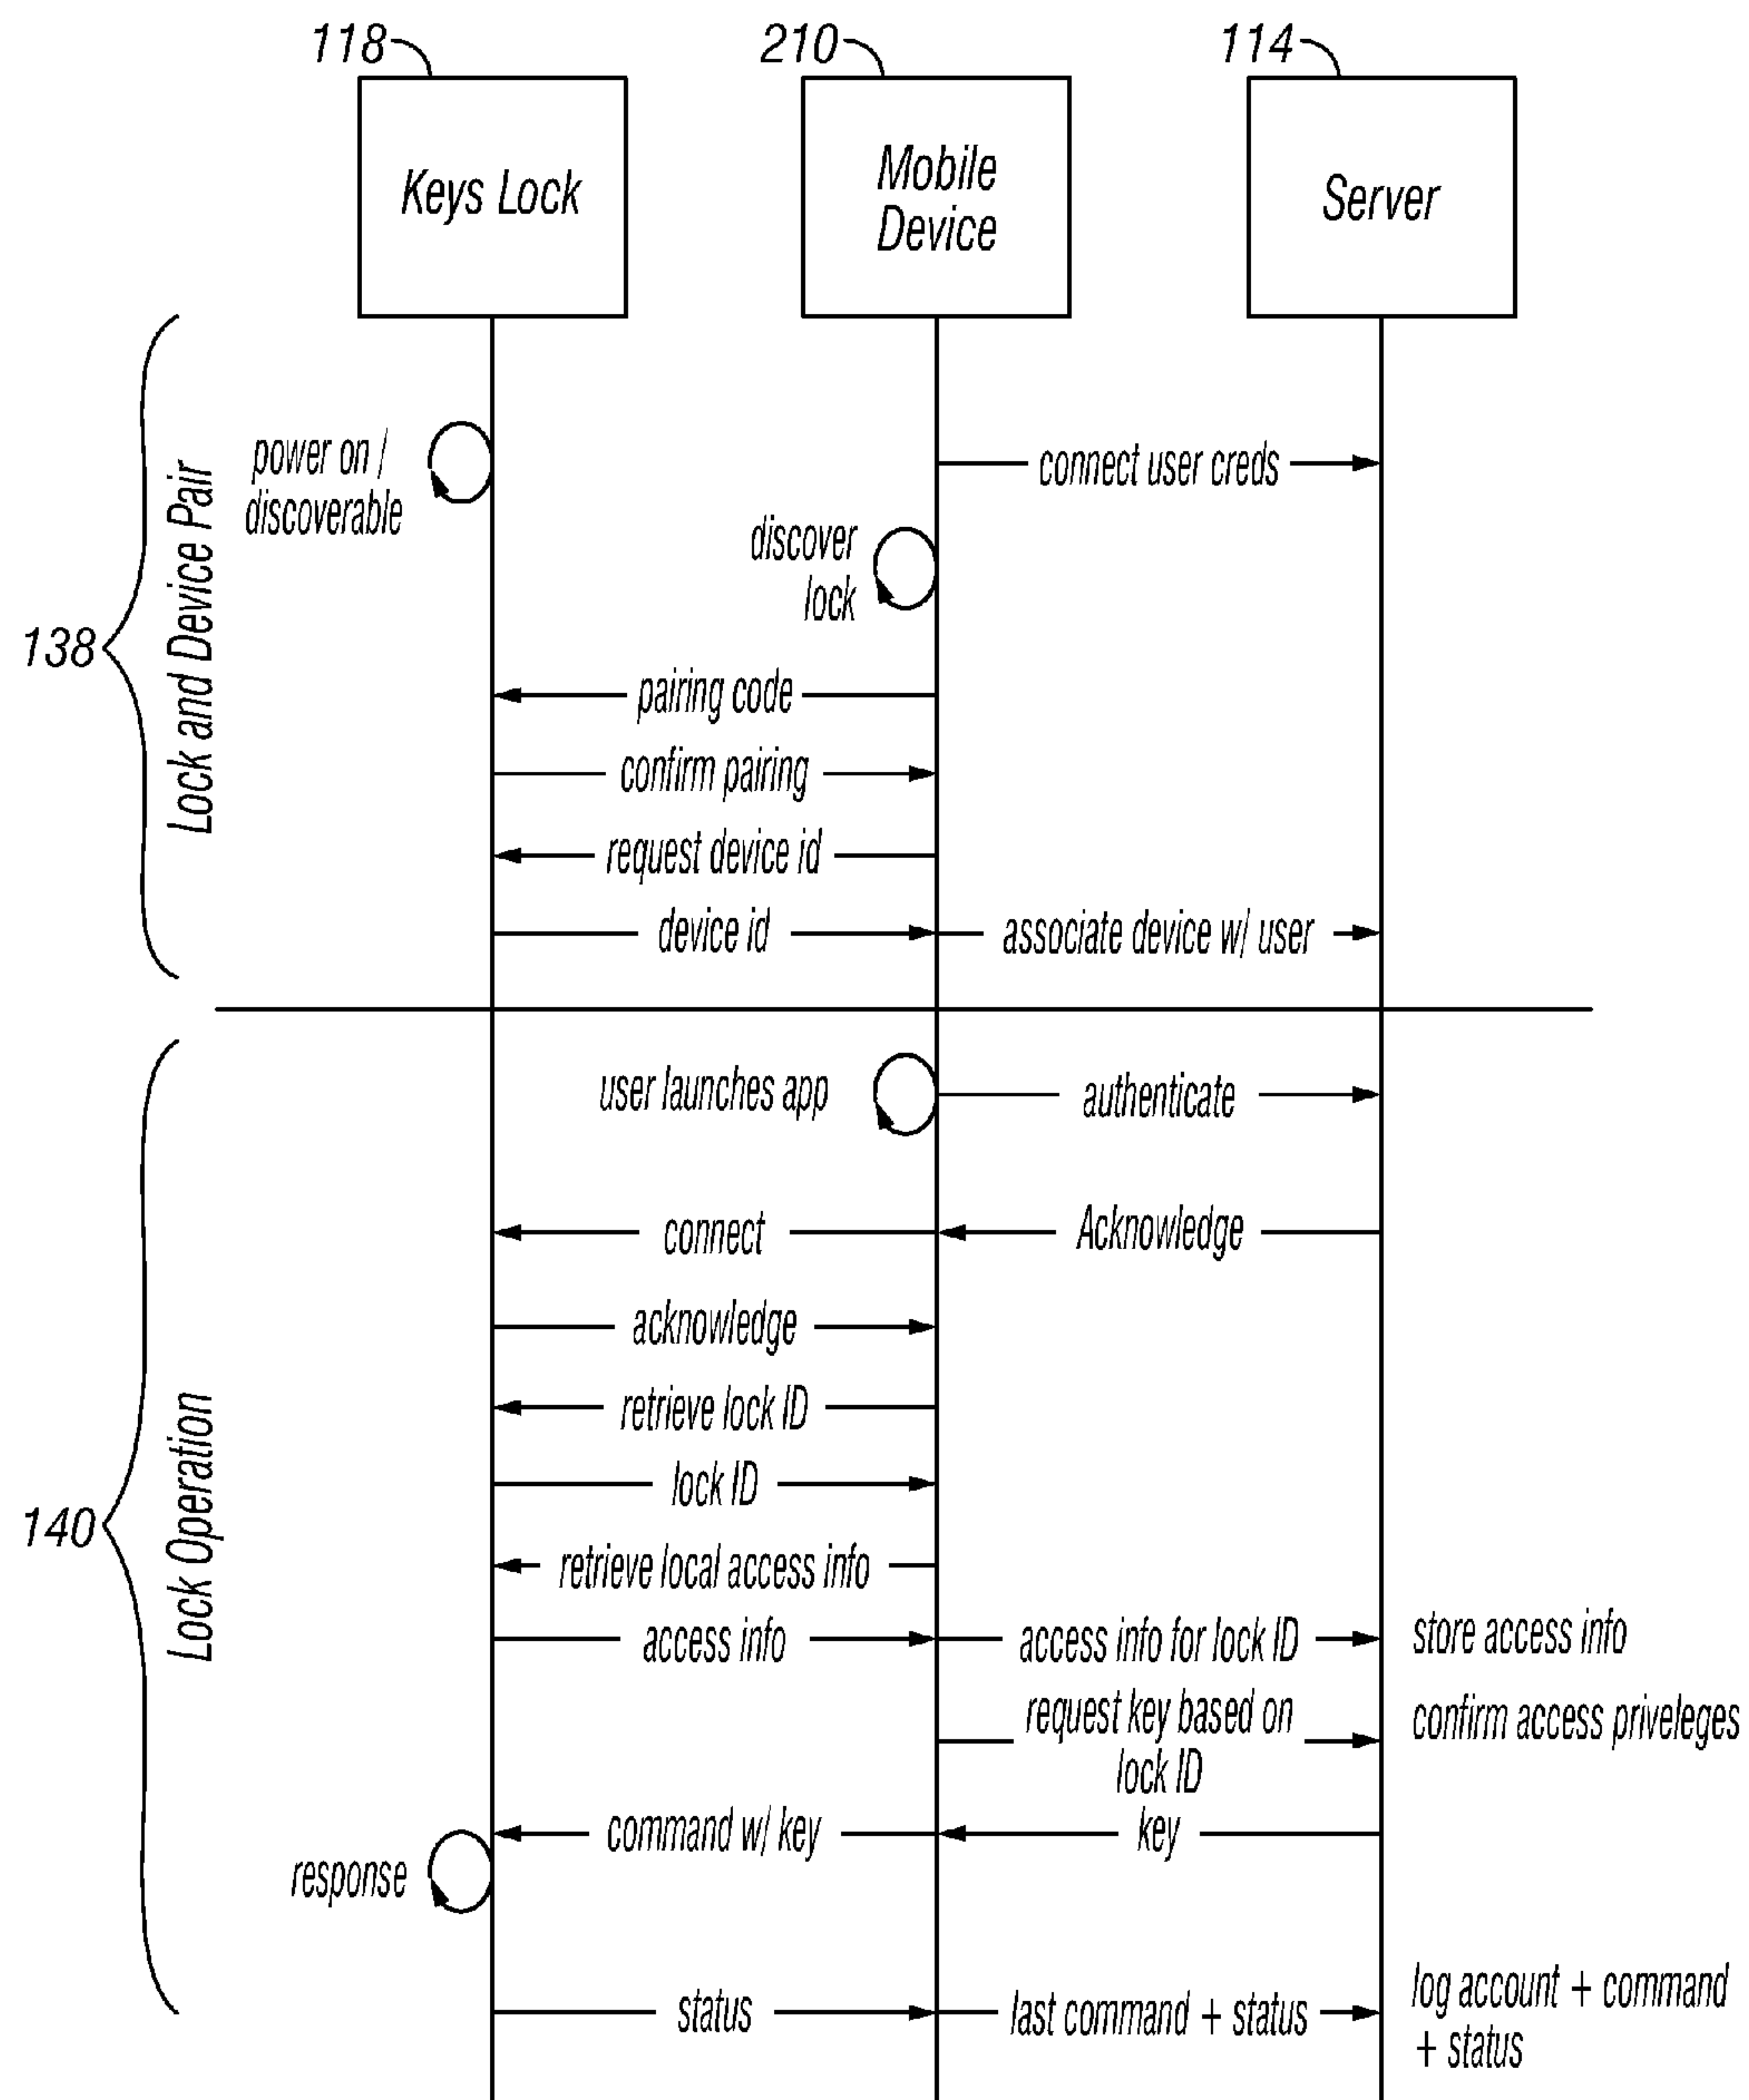 118
210
114
Keys Lock
Mobile
Device
Server
138
Lock and Device Pair
power on /
discoverable
connect user creds
discover
lock
pairing code
confirm pairing
request device id
device id
associate device w/ user
140
Lock Operation
user launches app
authenticate
connect
Acknowledge
acknowledge
retrieve lock ID
lock ID
retrieve local access info
access info
access info for lock ID
store access info
request key based on
lock ID
confirm access priveleges
command w/ key
key
response
status
last command + status
log account + command
+ status